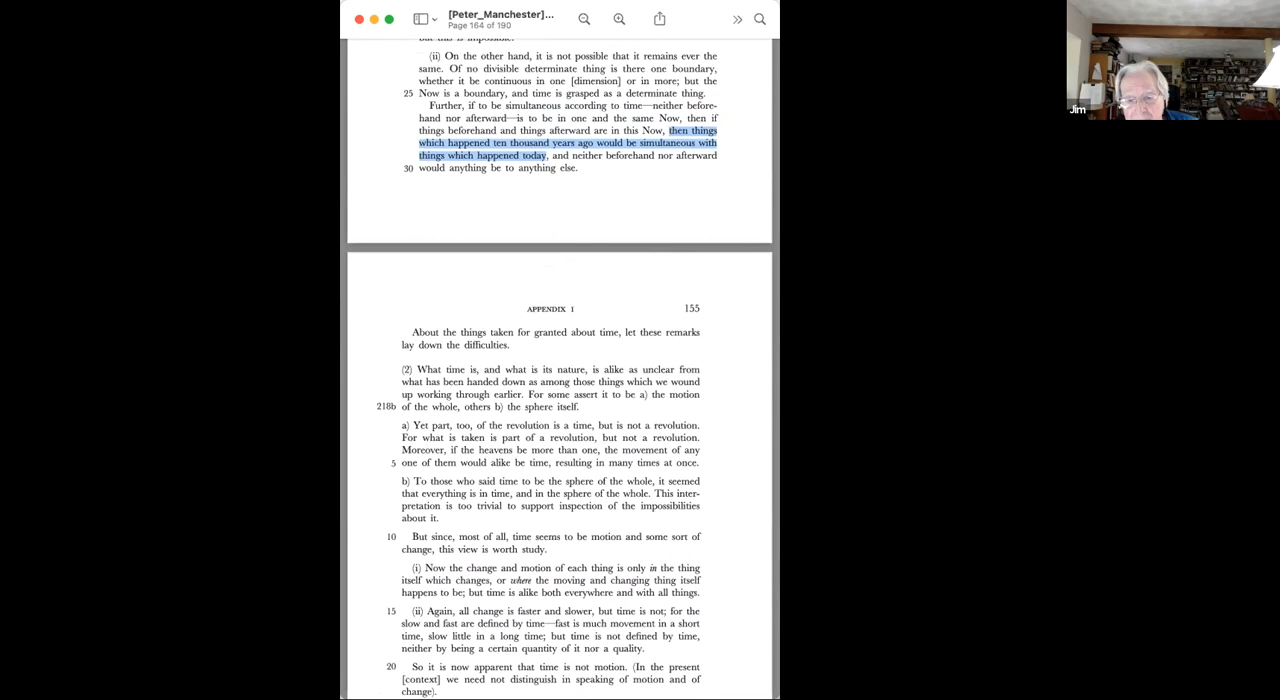 [Peter_Manchester]...
Page 164 of 190
but this is impossible.
(ii) On the other hand, it is not possible that it remains ever the
same. Of no divisible determinate thing is there one boundary,
whether it be continuous in one [dimension] or in more; but the
25 Now is a boundary, and time is grasped as a determinate thing.
Further, if to be simultaneous according to time—neither before-
hand nor afterward—is to be in one and the same Now, then if
things beforehand and things afterward are in this Now, then things
which happened ten thousand years ago would be simultaneous with
things which happened today, and neither beforehand nor afterward
30 would anything be to anything else.
APPENDIX I 155
About the things taken for granted about time, let these remarks
lay down the difficulties.
(2) What time is, and what is its nature, is alike as unclear from
what has been handed down as among those things which we wound
up working through earlier. For some assert it to be a) the motion
218b of the whole, others b) the sphere itself.
a) Yet part, too, of the revolution is a time, but is not a revolution.
For what is taken is part of a revolution, but not a revolution.
Moreover, if the heavens be more than one, the movement of any
5 one of them would alike be time, resulting in many times at once.
b) To those who said time to be the sphere of the whole, it seemed
that everything is in time, and in the sphere of the whole. This inter-
pretation is too trivial to support inspection of the impossibilities
about it.
10 But since, most of all, time seems to be motion and some sort of
change, this view is worth study.
(i) Now the change and motion of each thing is only in the thing
itself which changes, or where the moving and changing thing itself
happens to be; but time is alike both everywhere and with all things.
15 (ii) Again, all change is faster and slower, but time is not; for the
slow and fast are defined by time—fast is much movement in a short
time, slow little in a long time; but time is not defined by time,
neither by being a certain quantity of it nor a quality.
20 So it is now apparent that time is not motion. (In the present
[context] we need not distinguish in speaking of motion and of
change).
Jim